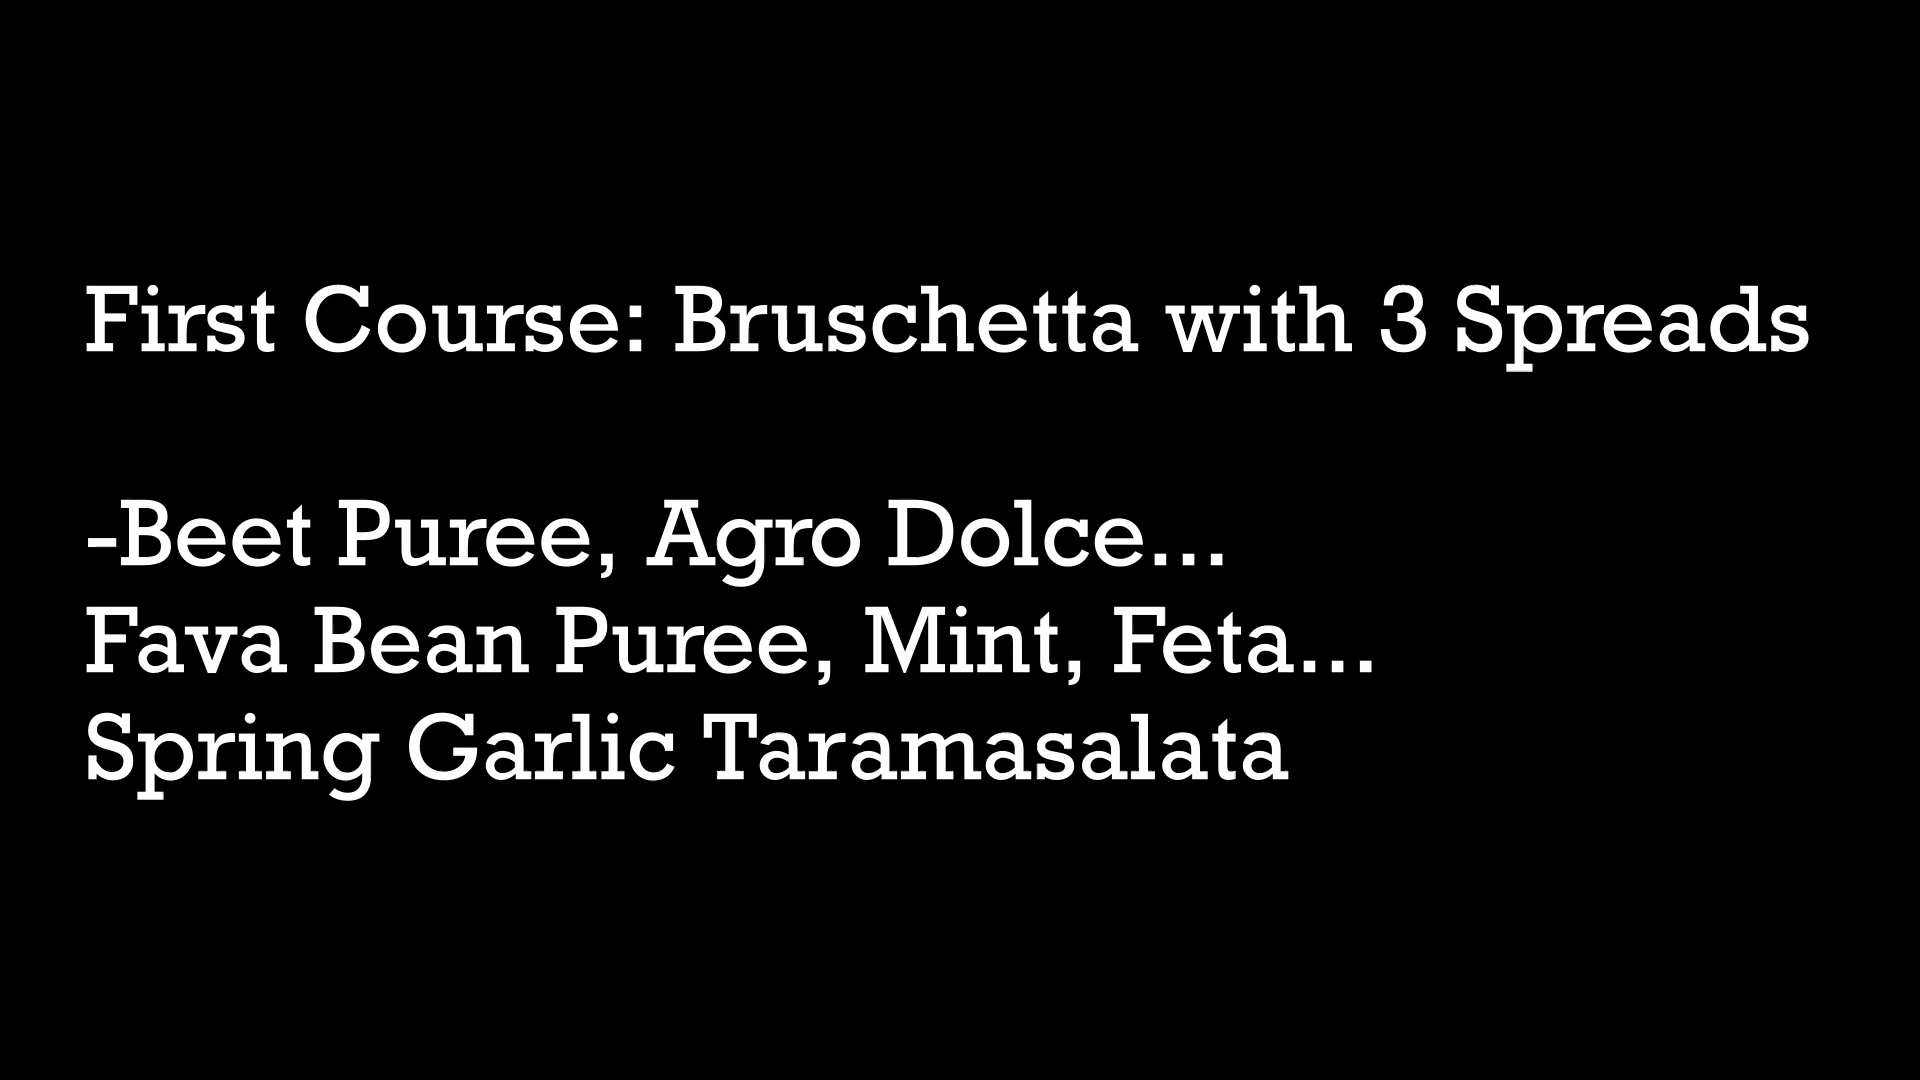 First Course: Bruschetta with 3 Spreads
-Beet Puree, Agro Dolce...
Fava Bean Puree, Mint, Feta...
Spring Garlic Taramasalata